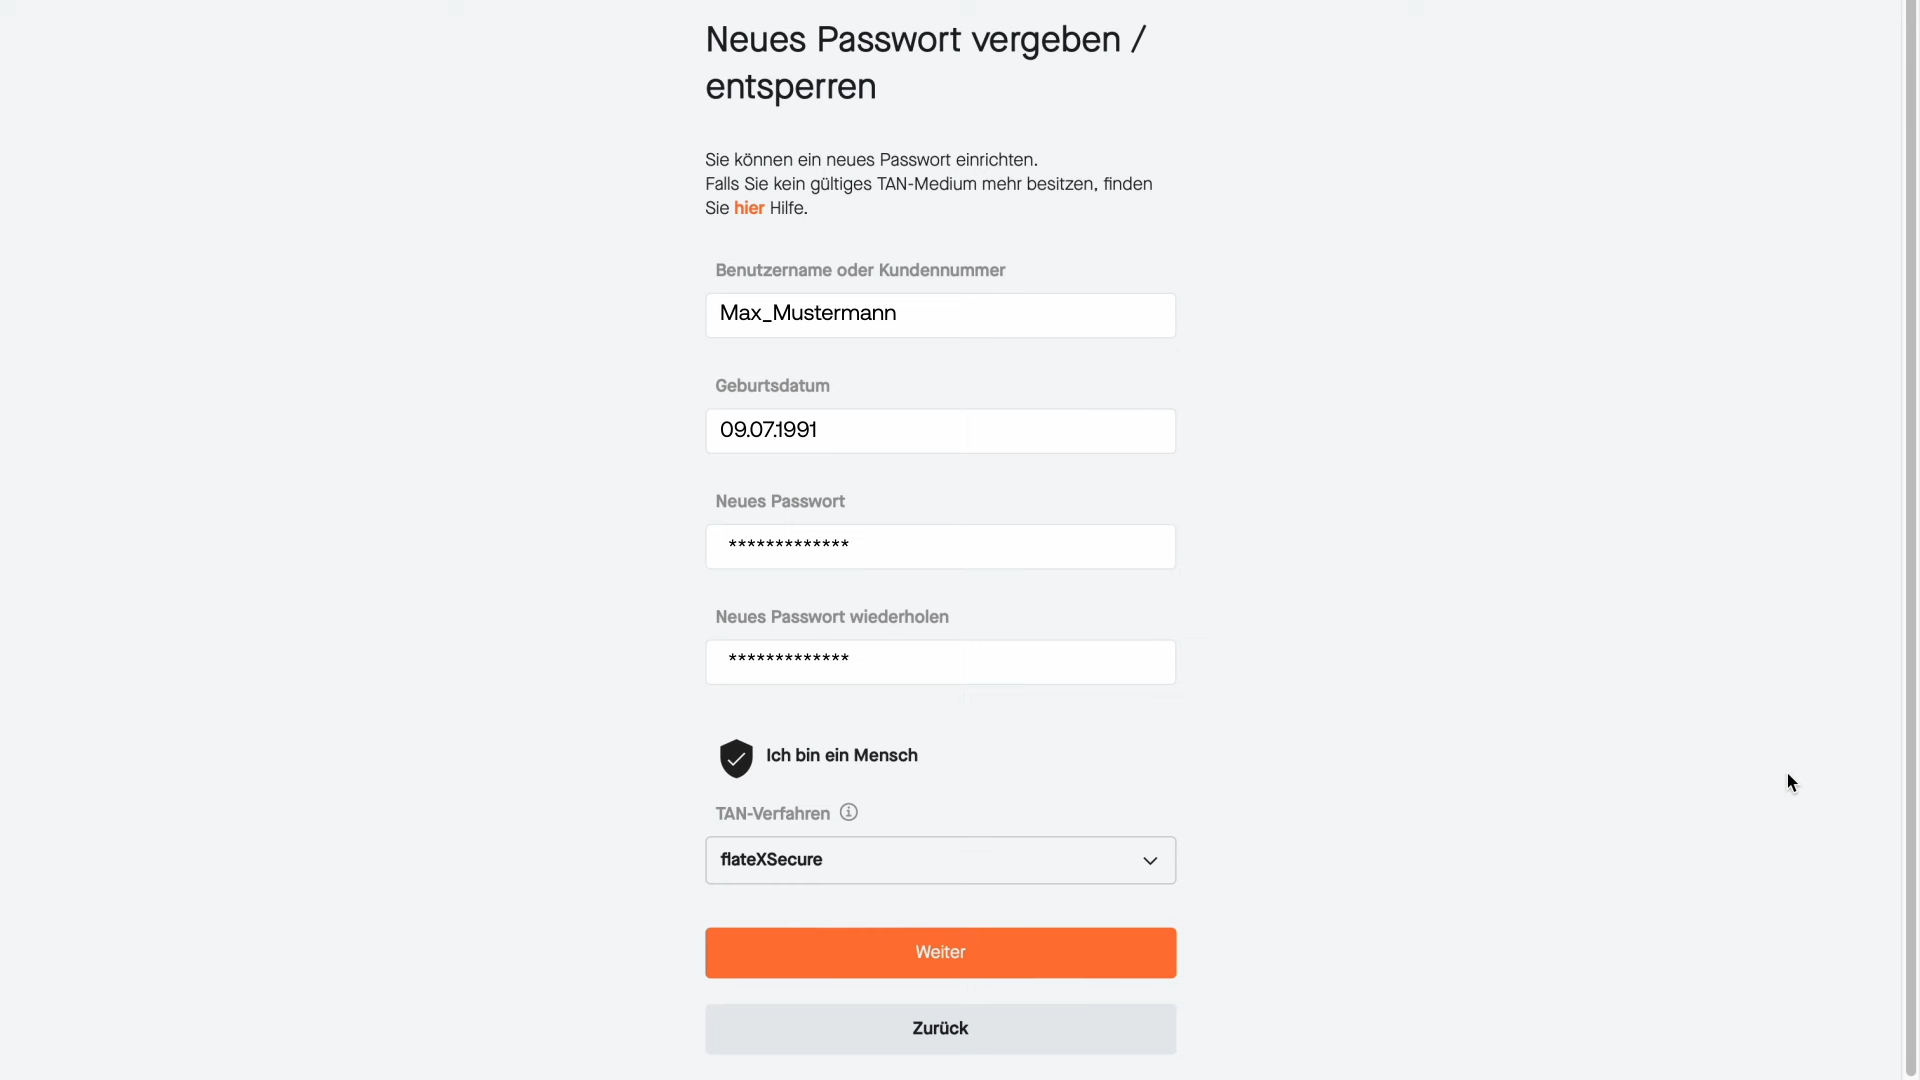 Neues Passwort vergeben /
entsperren
Sie können ein neues Passwort einrichten.
Falls Sie kein gültiges TAN-Medium mehr besitzen, finden
Sie hier Hilfe.
Benutzername oder Kundennummer
Max_Mustermann
Geburtsdatum
09.07.1991
Neues Passwort
*************
Neues Passwort wiederholen
*************
Ich bin ein Mensch
TAN-Verfahren
flateXSecure
Weiter
Zurück